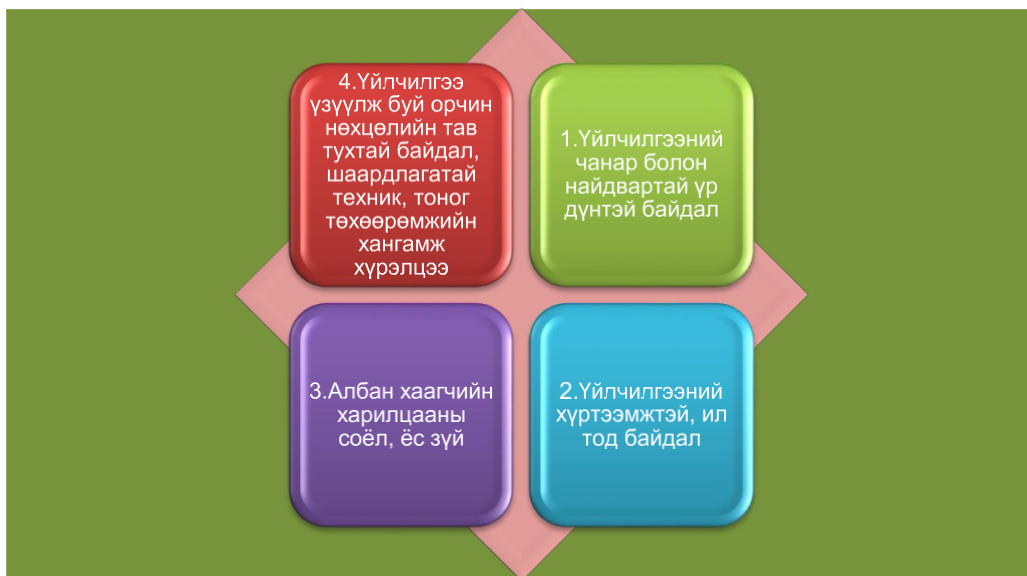 4.Үйлчилгээ
үзүүлж буй орчин
нөхцөлийн тав
тухтай байдал,
шаардлагатай
техник, тоног
төхөөрөмжийн
хангамж
хүрэлцээ
1.Үйлчилгээний
чанар болон
найдвартай үр
дүнтэй байдал
3.Албан хаагчийн
харилцааны
соёл, ёс зүй
2.Үйлчилгээний
хүртээмжтэй, ил
тод байдал